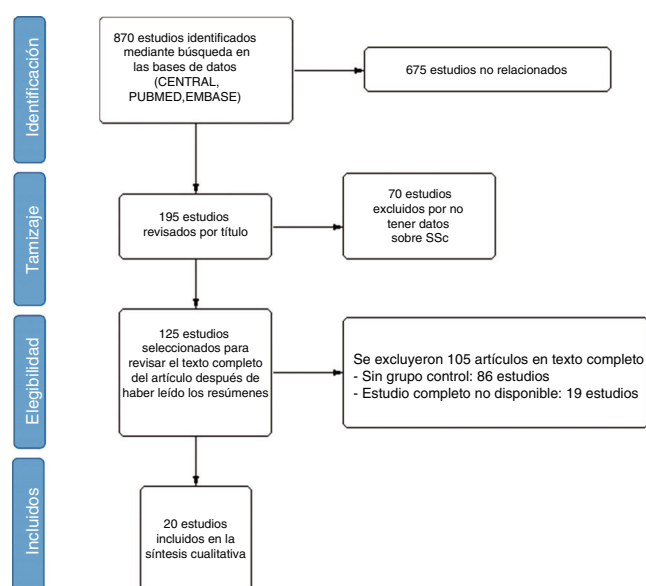 Identificación
870 estudios identificados
mediante búsqueda en
las bases de datos
(CENTRAL,
PUBMED,EMBASE)
675 estudios no relacionados
Tamizaje
195 estudios
revisados por título
70 estudios
excluidos por no
tener datos
sobre SSc
Elegibilidad
125 estudios
seleccionados para
revisar el texto completo
del artículo después de
haber leído los resúmenes
Se excluyeron 105 artículos en texto completo
- Sin grupo control: 86 estudios
- Estudio completo no disponible: 19 estudios
Incluidos
20 estudios
incluidos en la
síntesis cualitativa